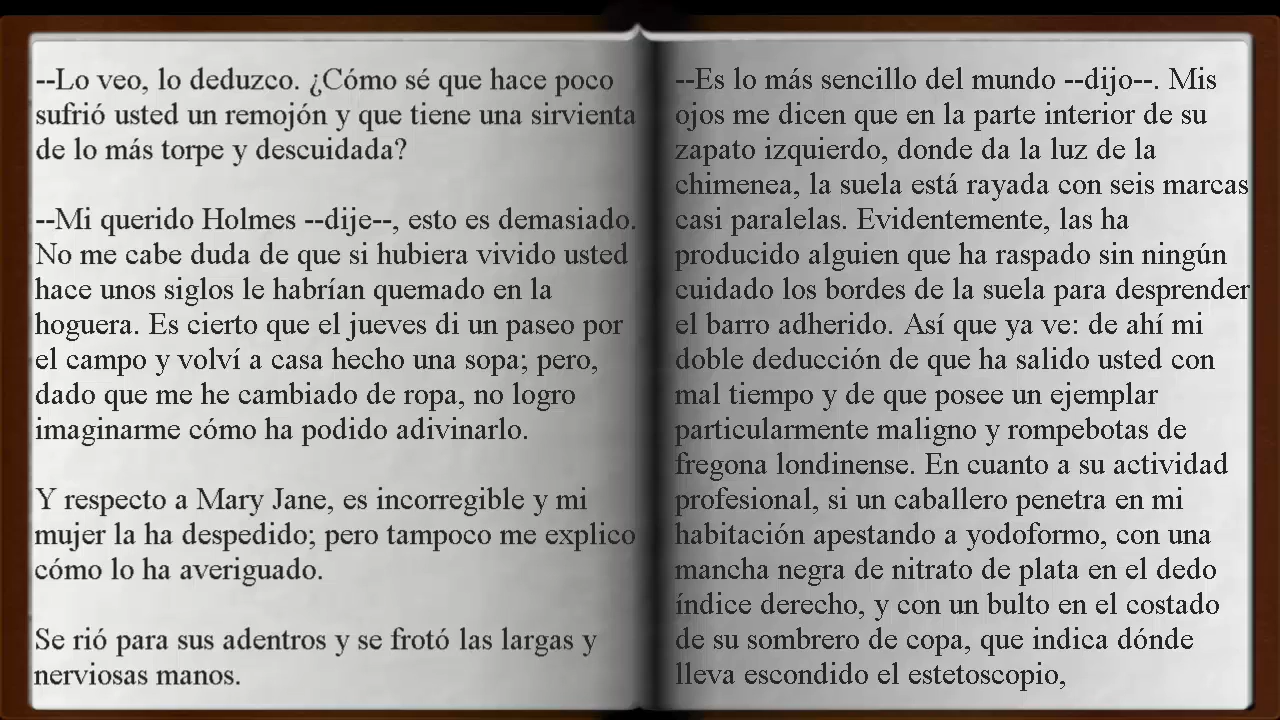 --Lo veo, lo deduzco. ¿Cómo sé que hace poco
sufrió usted un remojón y que tiene una sirvienta
de lo más torpe y descuidada?
--Mi querido Holmes --dije--, esto es demasiado.
No me cabe duda de que si hubiera vivido usted
hace unos siglos le habrían quemado en la
hoguera. Es cierto que el jueves di un paseo por
el campo y volví a casa hecho una sopa; pero,
dado que me he cambiado de ropa, no logro
imaginarme cómo ha podido adivinarlo.
Y respecto a Mary Jane, es incorregible y mi
mujer la ha despedido; pero tampoco me explico
cómo lo ha averiguado.
Se rió para sus adentros y se frotó las largas y
nerviosas manos.
--Es lo más sencillo del mundo --dijo--. Mis
ojos me dicen que en la parte interior de su
zapato izquierdo, donde da la luz de la
chimenea, la suela está rayada con seis marcas
casi paralelas. Evidentemente, las ha
producido alguien que ha raspado sin ningún
cuidado los bordes de la suela para desprender
el barro adherido. Así que ya ve: de ahí mi
doble deducción de que ha salido usted con
mal tiempo y de que posee un ejemplar
particularmente maligno y rompebotas de
fregona londinense. En cuanto a su actividad
profesional, si un caballero penetra en mi
habitación apestando a yodoformo, con una
mancha negra de nitrato de plata en el dedo
índice derecho, y con un bulto en el costado
de su sombrero de copa, que indica dónde
lleva escondido el estetoscopio,